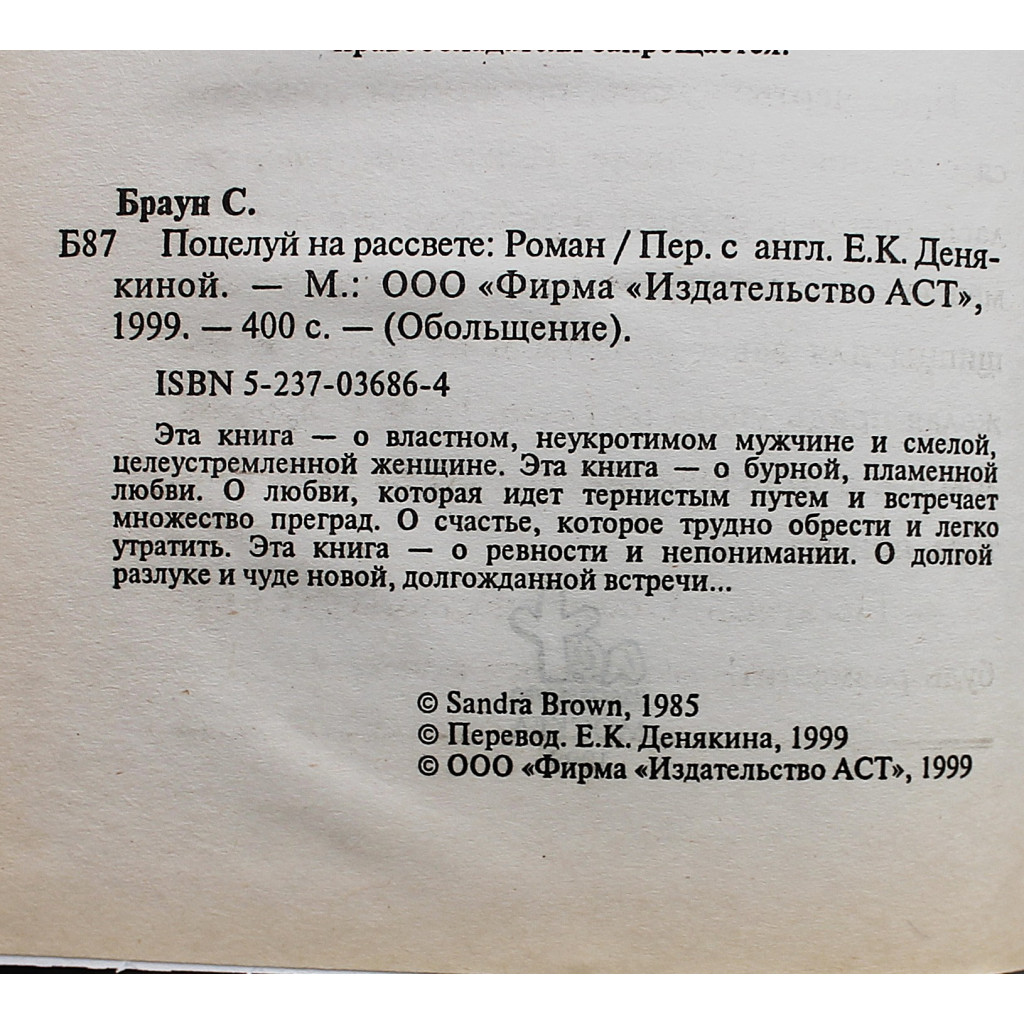 Браун С.
Б87 Поцелуй на рассвете: Роман / Пер. с англ. Е.К. Деня-
киной. — М.: ООО «Фирма «Издательство АСТ»,
1999. — 400 с. — (Обольщение).
ISBN 5-237-03686-4
Эта книга — о властном, неукротимом мужчине и смелой,
целеустремленной женщине. Эта книга — о бурной, пламенной
любви. О любви, которая идет тернистым путем и встречает
множество преград. О счастье, которое трудно обрести и легко
утратить. Эта книга — о ревности и непонимании. О долгой
разлуке и чуде новой, долгожданной встречи...
© Sandra Brown, 1985
© Перевод. Е.К. Денякина, 1999
© ООО «Фирма «Издательство АСТ», 1999